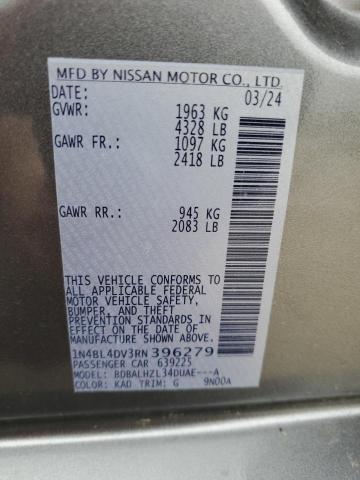 MFD BY NISSAN MOTOR CO., LTD.
DATE: 03/24
GVWR: 1963 KG
4328 LB
GAWR FR.: 1097 KG
2418 LB
GAWR RR.: 945 KG
2083 LB
THIS VEHICLE CONFORMS TO
ALL APPLICABLE FEDERAL
MOTOR VEHICLE SAFETY,
BUMPER, AND THEFT
PREVENTION STANDARDS IN
EFFECT ON THE DATE OF
MANUFACTURE SHOWN ABOVE.
1N4BL4DV3RN396279
PASSENGER CAR 639225
MODEL: BDBALHZL34DUAE---A
COLOR: KAD TRIM: G 9N00A